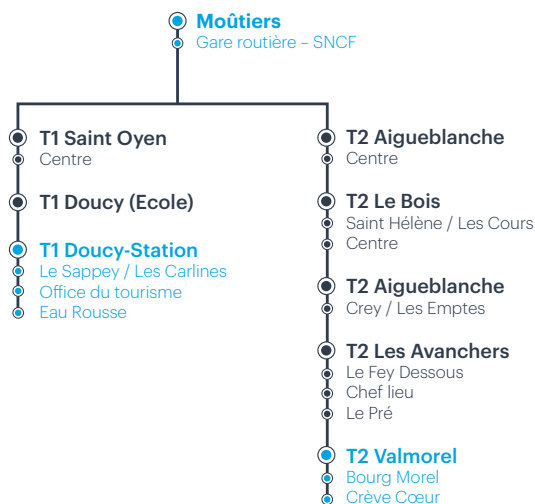 Moûtiers
Gare routière – SNCF
T1 Saint Oyen
Centre
T1 Doucy (Ecole)
T1 Doucy-Station
Le Sappey / Les Carlines
Office du tourisme
Eau Rousse
T2 Aigueblanche
Centre
T2 Le Bois
Saint Hélène / Les Cours
Centre
T2 Aigueblanche
Crey / Les Emptes
T2 Les Avanchers
Le Fey Dessous
Chef lieu
Le Pré
T2 Valmorel
Bourg Morel
Crève Cœur